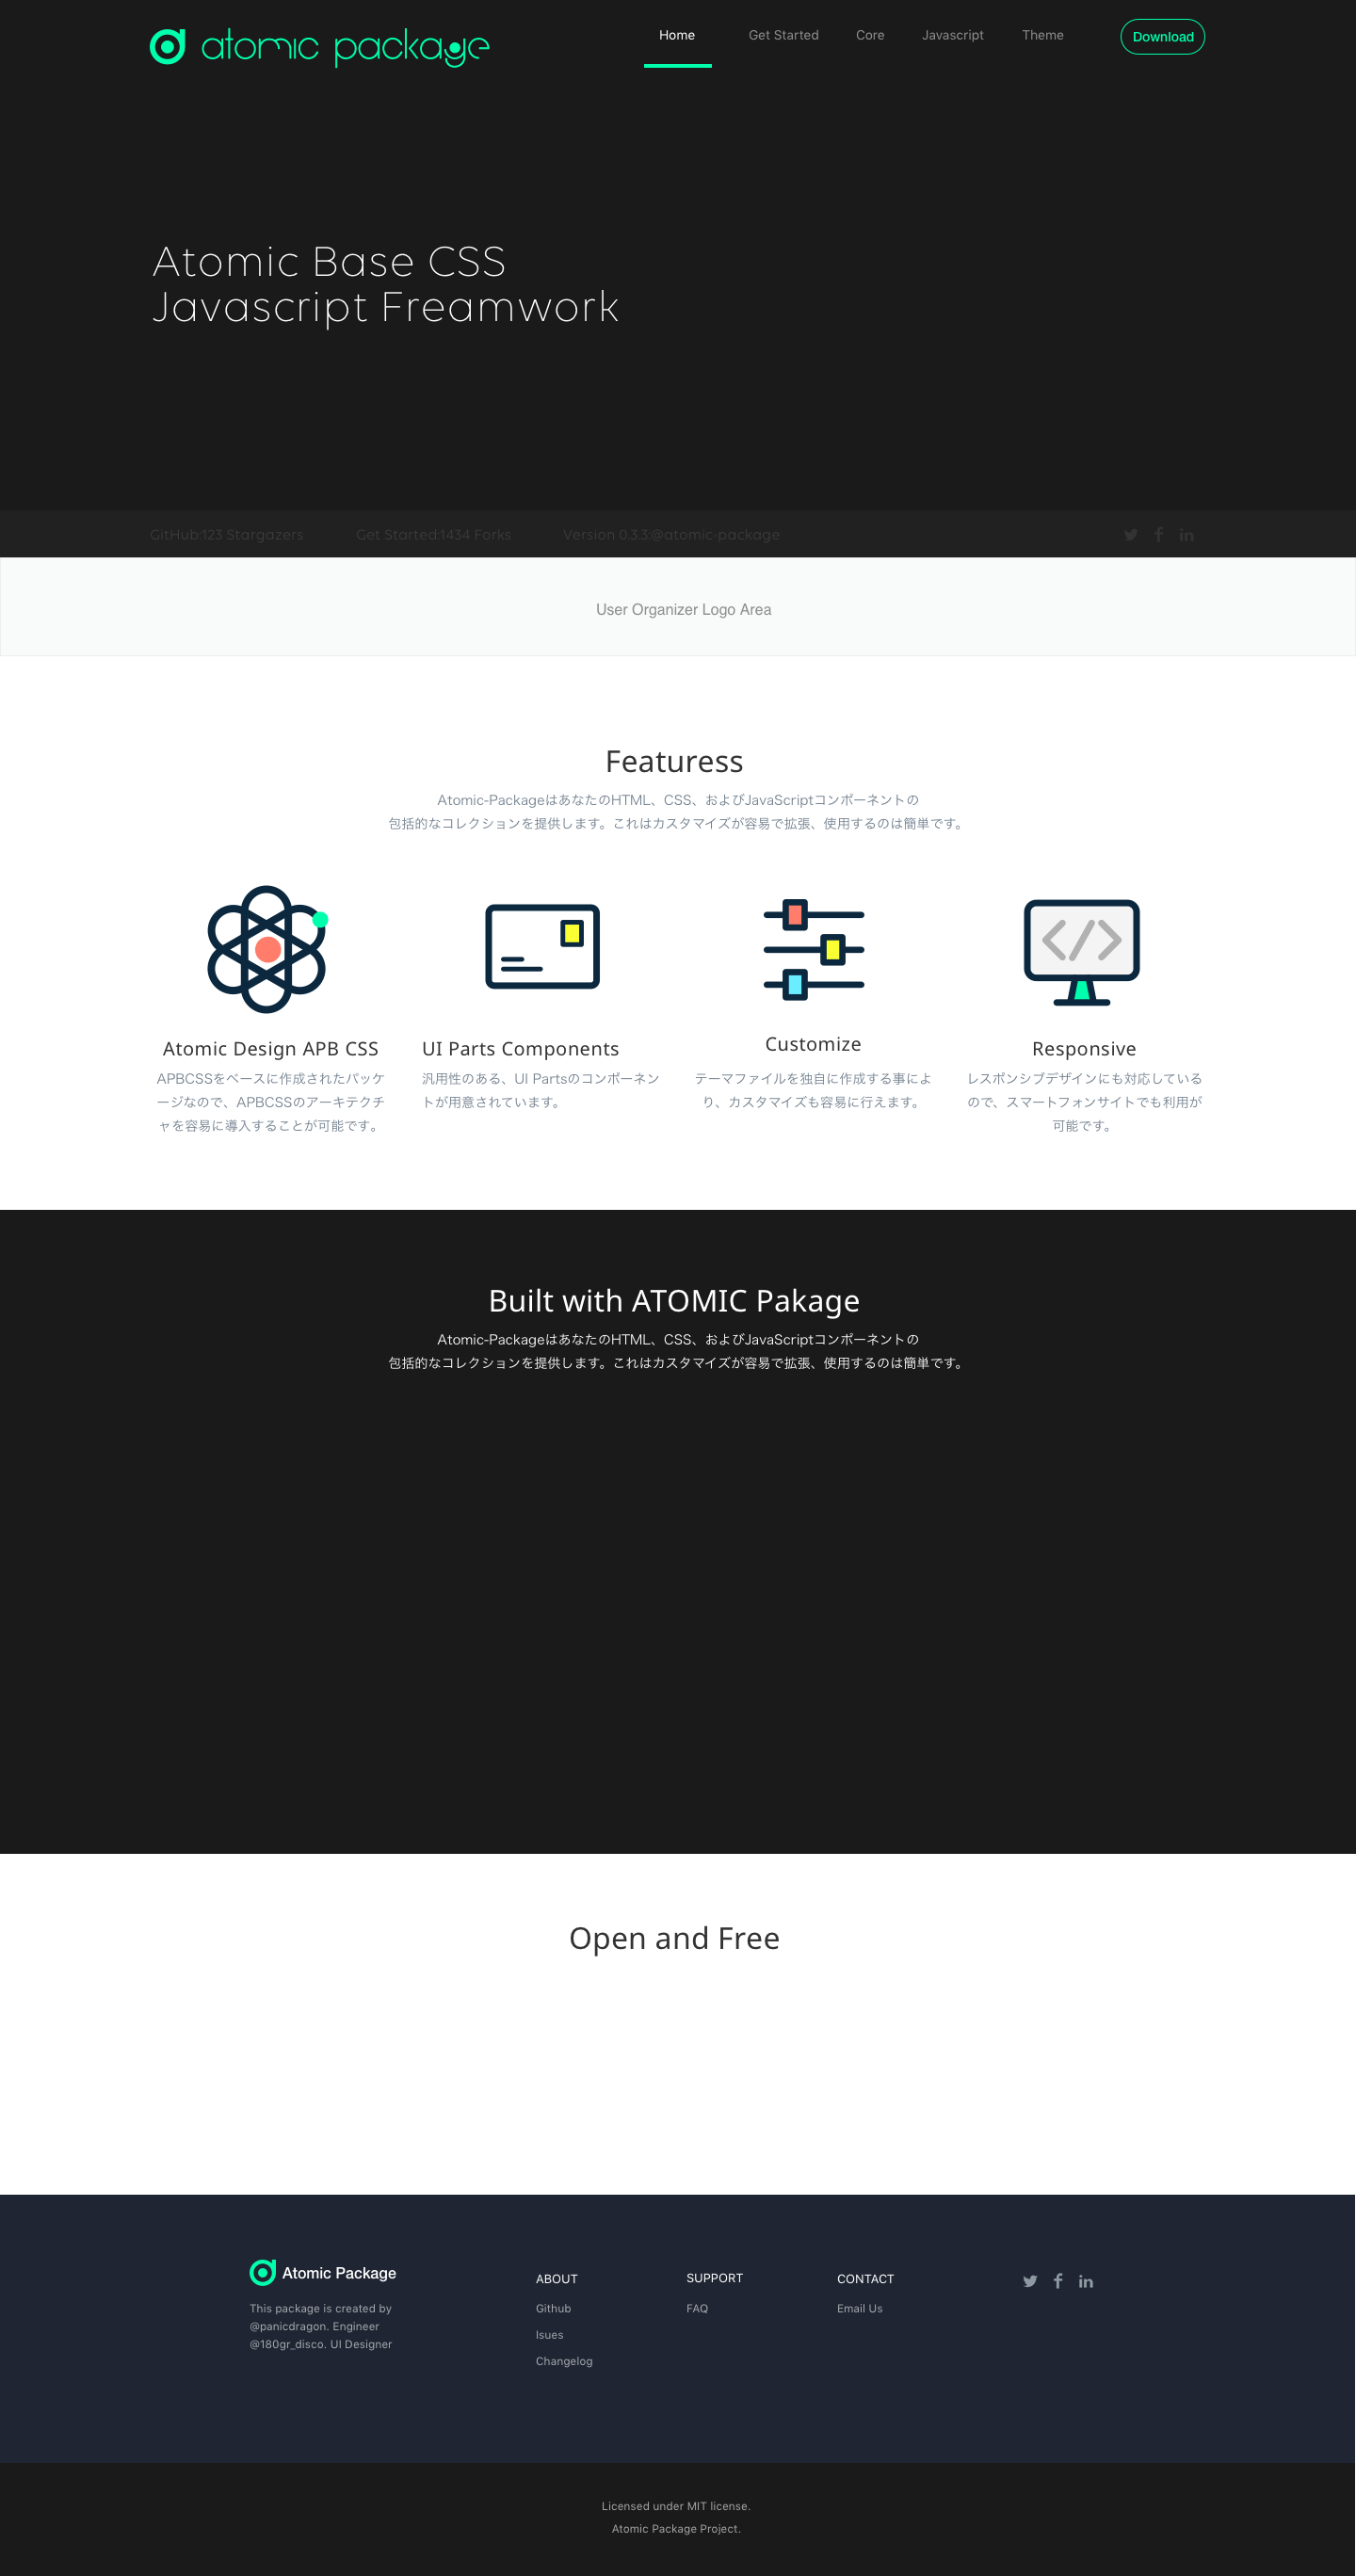 atomic package
Home Get Started Core Javascript Theme Download
Atomic Base CSS
Javascript Freamwork
GitHub:123 Stargazers Get Started:1434 Forks Version 0.3.3:@atomic-package
User Organizer Logo Area
Featuress
Atomic-PackageはあなたのHTML、CSS、およびJavaScriptコンポーネントの
包括的なコレクションを提供します。これはカスタマイズが容易で拡張、使用するのは簡単です。
Atomic Design APB CSS
APBCSSをベースに作成されたパッケ
ージなので、APBCSSのアーキテクチ
ャを容易に導入することが可能です。
UI Parts Components
汎用性のある、UI Partsのコンポーネン
トが用意されています。
Customize
テーマファイルを独自に作成する事によ
り、カスタマイズも容易に行えます。
Responsive
レスポンシブデザインにも対応している
ので、スマートフォンサイトでも利用が
可能です。
Built with ATOMIC Pakage
Atomic-PackageはあなたのHTML、CSS、およびJavaScriptコンポーネントの
包括的なコレクションを提供します。これはカスタマイズが容易で拡張、使用するのは簡単です。
Open and Free
Atomic Package
This package is created by
@panicdragon. Engineer
@180gr_disco. UI Designer
ABOUT
Github
Isues
Changelog
SUPPORT
FAQ
CONTACT
Email Us
Licensed under MIT license.
Atomic Package Project.